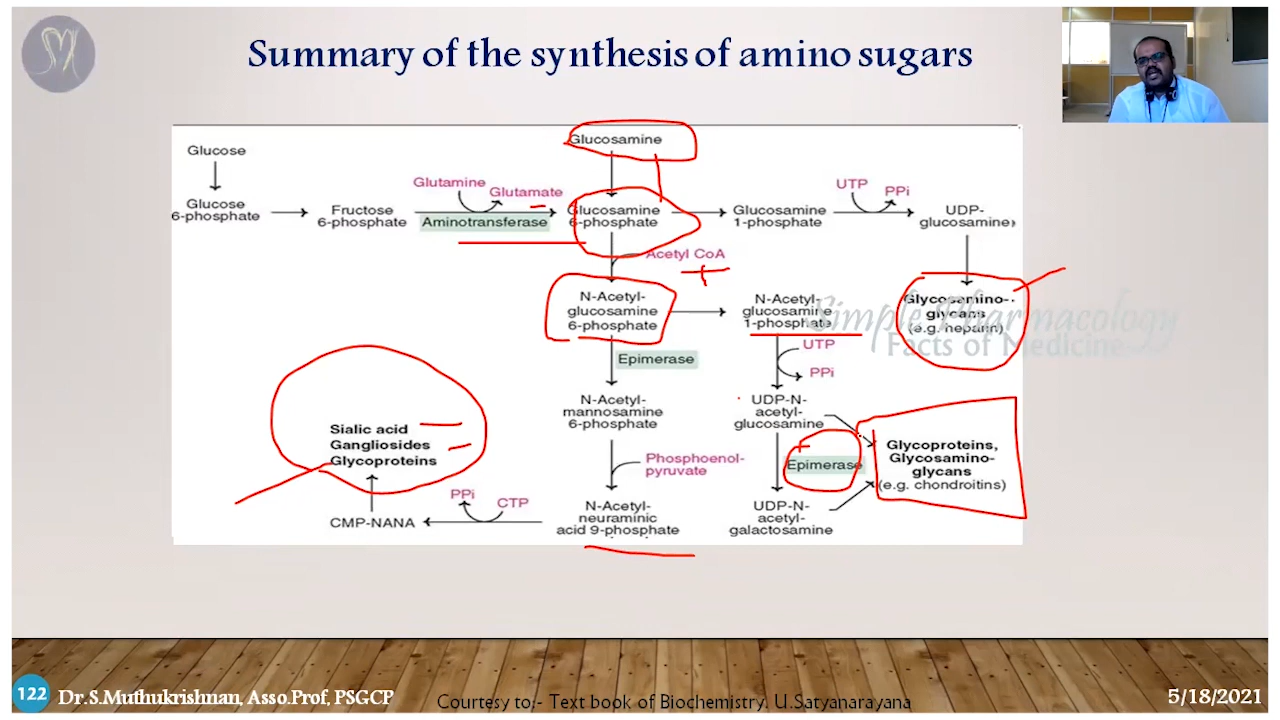 SM
Summary of the synthesis of amino sugars
Glucosamine
Glucose
Glucose
6-phosphate
Fructose
6-phosphate
Glutamine
Glutamate
Aminotransferase
Glucosamine
6-phosphate
Glucosamine
1-phosphate
UTP
PPi
UDP-
glucosamine
Acetyl CoA
N-Acetyl-
glucosamine
6-phosphate
N-Acetyl-
glucosamine
1-phosphate
Glycosamino-
glycans
(e.g. heparin)
Simple Pharmacology
Facts of Medicine
Epimerase
UTP
PPi
N-Acetyl-
mannosamine
6-phosphate
UDP-N-
acetyl-
glucosamine
Sialic acid
Gangliosides
Glycoproteins
Glycoproteins,
Glycosamino-
glycans
(e.g. chondroitins)
Epimerase
Phosphoenol-
pyruvate
PPi
CTP
CMP-NANA
N-Acetyl-
neuraminic
acid 9-phosphate
UDP-N-
acetyl-
galactosamine
122
Dr.S.Muthukrishnan, Asso.Prof, PSGCP
Courtesy to:- Text book of Biochemistry. U.Satyanarayana
5/18/2021